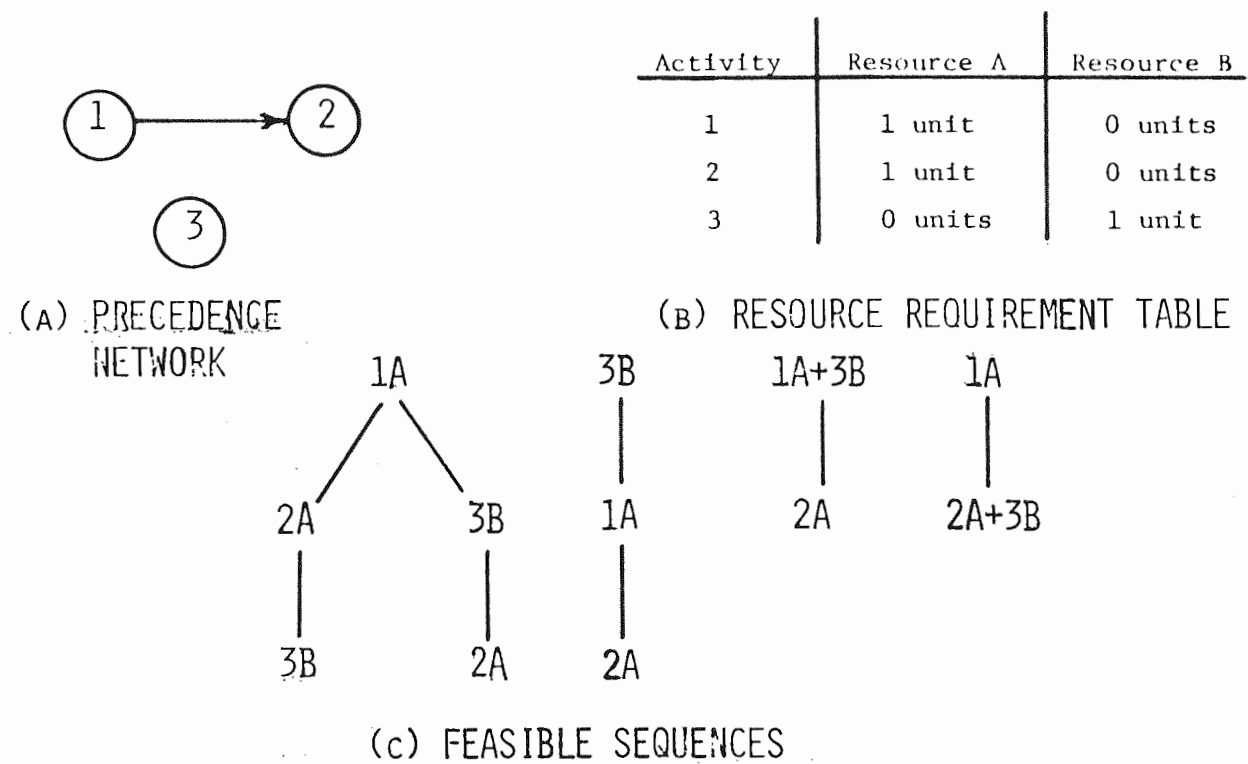 1
2
3
(A) PRECEDENCE
NETWORK
Activity Resource A Resource B
1 1 unit 0 units
2 1 unit 0 units
3 0 units 1 unit
(B) RESOURCE REQUIREMENT TABLE
1A 3B 1A+3B 1A
2A 3B 1A 2A 2A+3B
3B 2A 2A
(C) FEASIBLE SEQUENCES